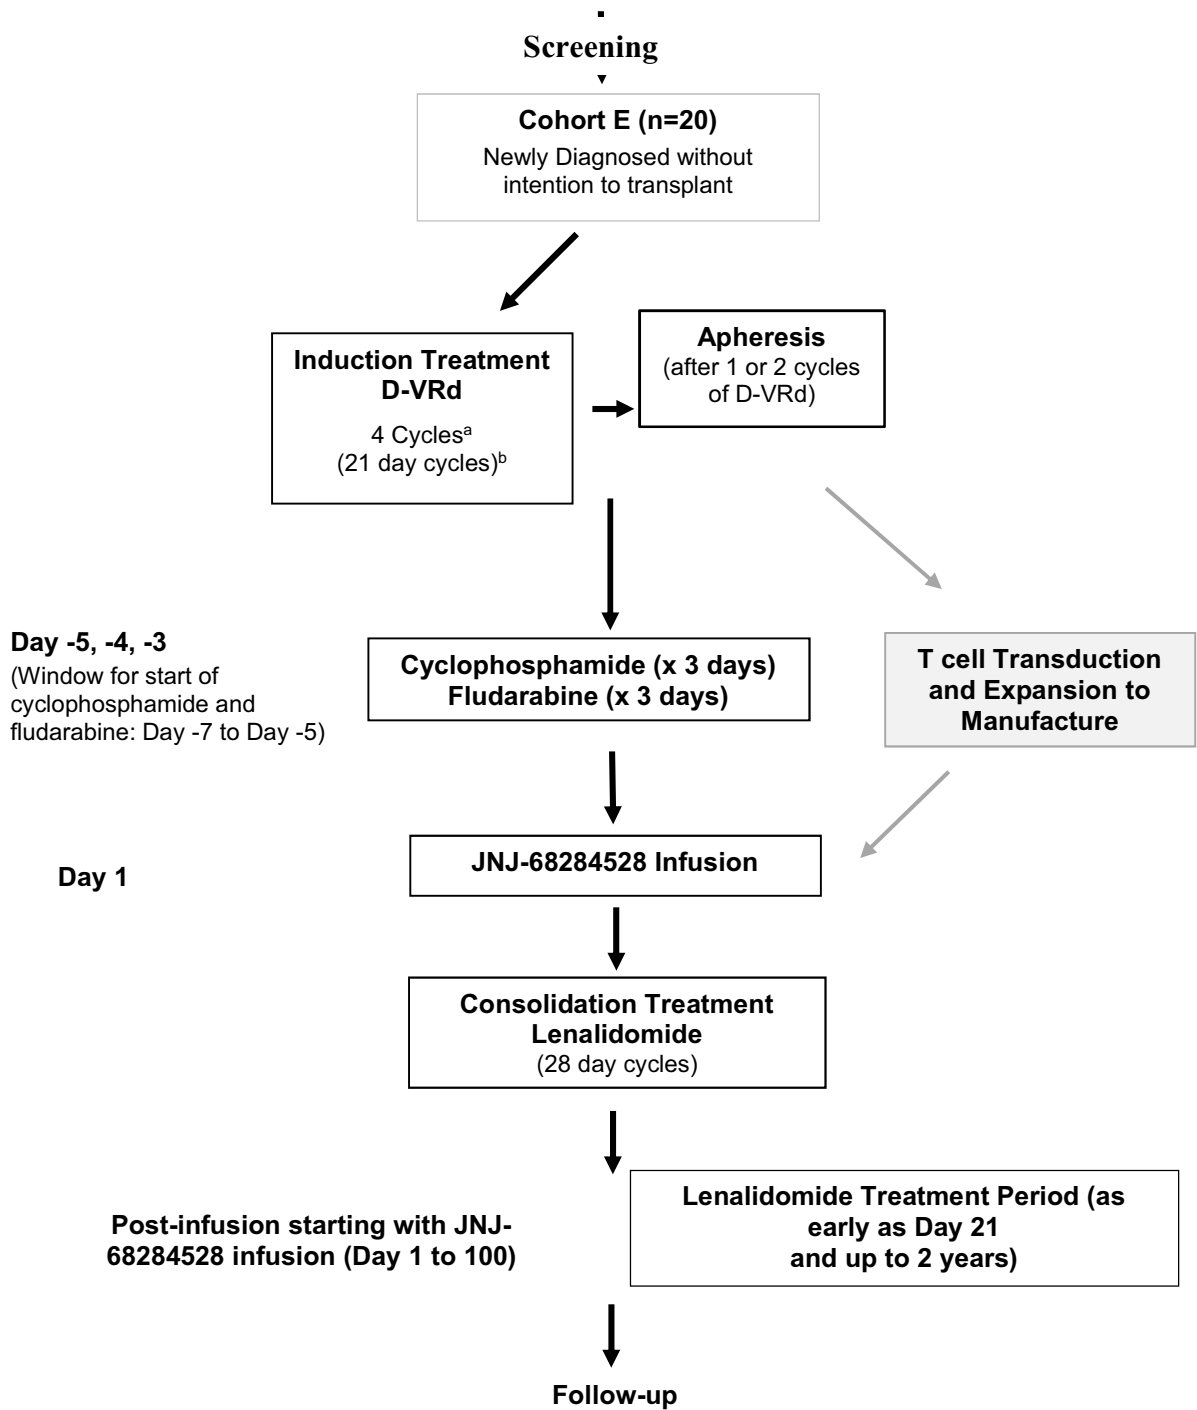 Screening
Cohort E (n=20)
Newly Diagnosed without
intention to transplant
Induction Treatment
D-VRd
4 Cyclesᵃ
(21 day cycles)ᵇ
Apheresis
(after 1 or 2 cycles
of D-VRd)
Day -5, -4, -3
(Window for start of
cyclophosphamide and
fludarabine: Day -7 to Day -5)
Cyclophosphamide (x 3 days)
Fludarabine (x 3 days)
T cell Transduction
and Expansion to
Manufacture
Day 1
JNJ-68284528 Infusion
Consolidation Treatment
Lenalidomide
(28 day cycles)
Post-infusion starting with JNJ-
68284528 infusion (Day 1 to 100)
Lenalidomide Treatment Period (as
early as Day 21
and up to 2 years)
Follow-up